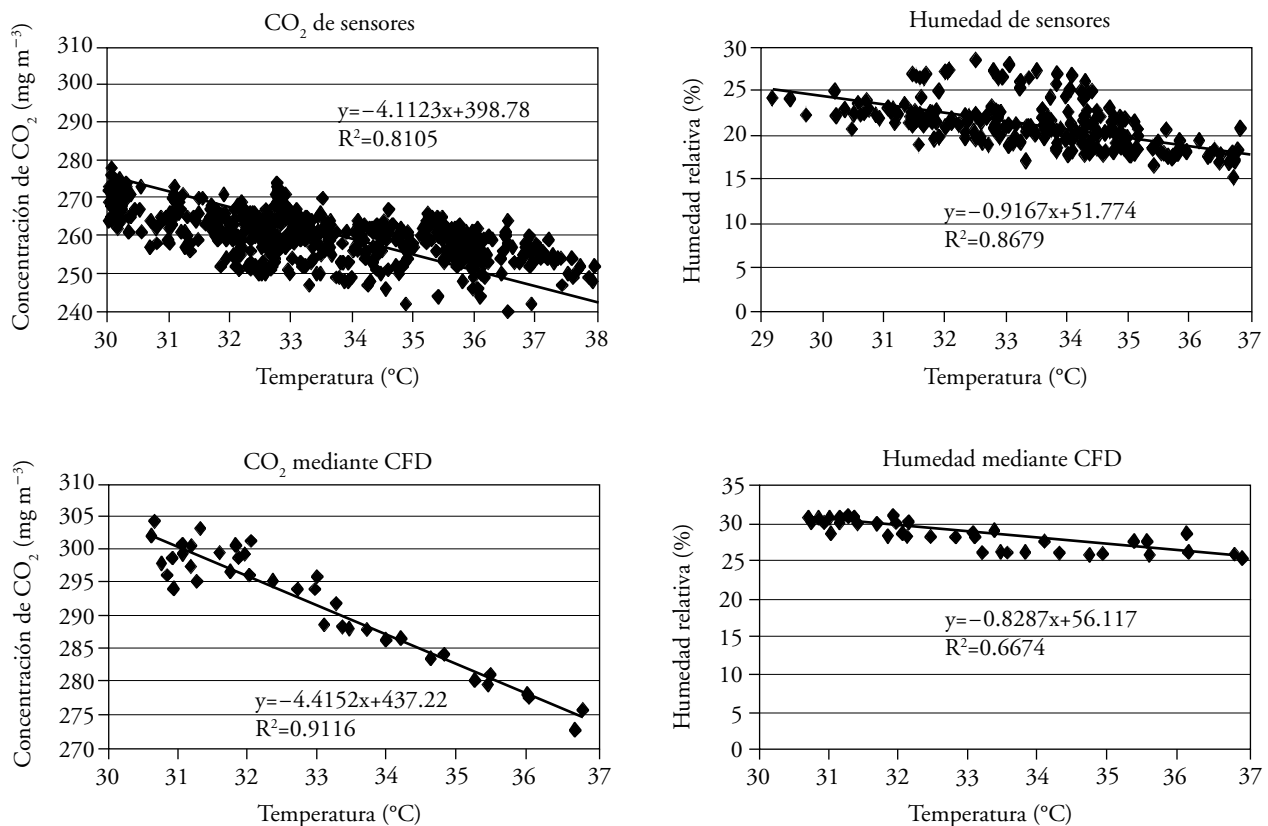 CO₂ de sensores
Concentración de CO₂ (mg m⁻³)
310
300
290
280
270
260
250
240
y=−4.1123x+398.78
R²=0.8105
30 31 32 33 34 35 36 37 38
Temperatura (°C)
Humedad de sensores
Humedad relativa (%)
30
25
20
15
10
5
0
y=−0.9167x+51.774
R²=0.8679
29 30 31 32 33 34 35 36 37
Temperatura (°C)
CO₂ mediante CFD
Concentración de CO₂ (mg m⁻³)
310
305
300
295
290
285
280
275
270
y=−4.4152x+437.22
R²=0.9116
30 31 32 33 34 35 36 37
Temperatura (°C)
Humedad mediante CFD
Humedad relativa (%)
35
30
25
20
15
10
5
0
y=−0.8287x+56.117
R²=0.6674
30 31 32 33 34 35 36 37
Temperatura (°C)